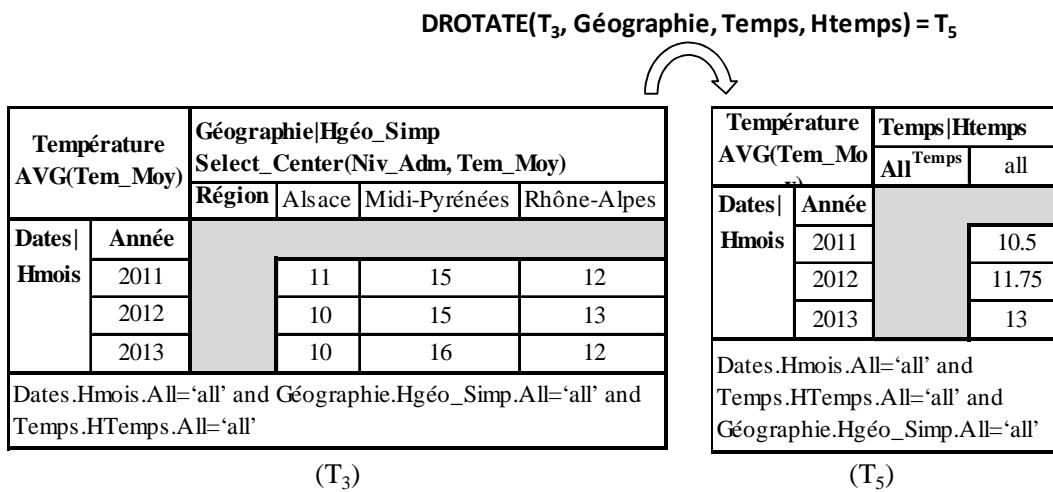 DROTATE(T3, Géographie, Temps, Htemps) = T5
Température
AVG(Tem_Moy)
Géographie|Hgéo_Simp
Select_Center(Niv_Adm, Tem_Moy)
Région Alsace Midi-Pyrénées Rhône-Alpes
Dates| Année
Hmois 2011 11 15 12
2012 10 15 13
2013 10 16 12
Dates.Hmois.All=‘all’ and Géographie.Hgéo_Simp.All=‘all’ and
Temps.HTemps.All=‘all’
(T3)
Température
AVG(Tem_Mo
Temps|Htemps
All Temps all
Dates| Année
Hmois 2011 10.5
2012 11.75
2013 13
Dates.Hmois.All=‘all’ and
Temps.HTemps.All=‘all’ and
Géographie.Hgéo_Simp.All=‘all’
(T5)